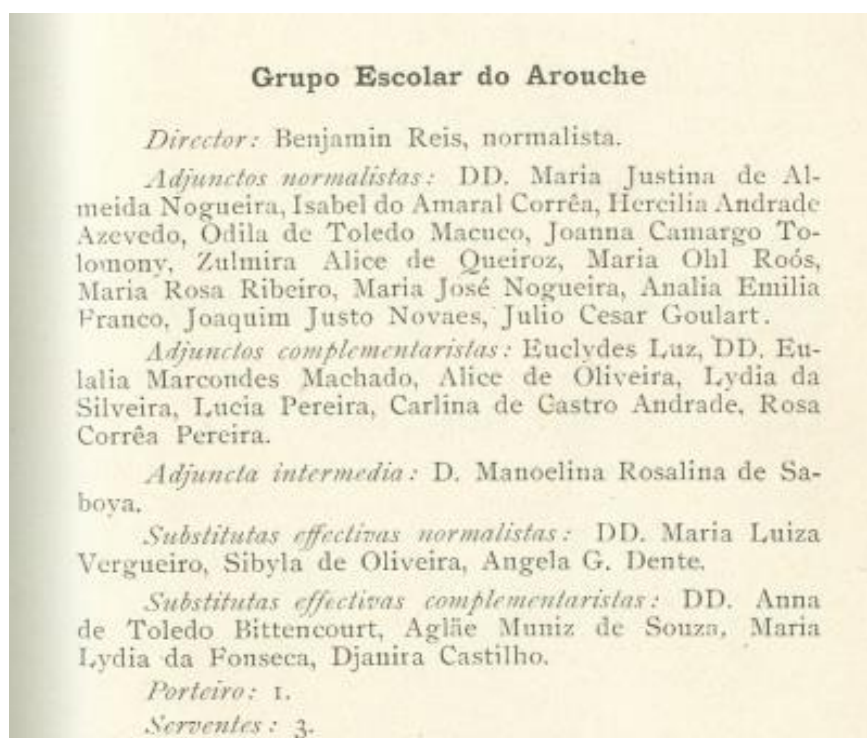 Grupo Escolar do Arouche
Director: Benjamin Reis, normalista.
Adjunctos normalistas: DD. Maria Justina de Al-
meida Nogueira, Isabel do Amaral Corrêa, Hercilia Andrade
Azevedo, Odila de Toledo Macuco, Joanna Camargo To-
lomony, Zulmira Alice de Queiroz, Maria Ohl Roós,
Maria Rosa Ribeiro, Maria José Nogueira, Analia Emilia
Franco, Joaquim Justo Novaes, Julio Cesar Goulart.
Adjunctos complementaristas: Euclydes Luz, DD. Eu-
lalia Marcondes Machado, Alice de Oliveira, Lydia da
Silveira, Lucia Pereira, Carlina de Castro Andrade, Rosa
Corrêa Pereira.
Adjuncta intermedia: D. Manoelina Rosalina de Sa-
boya.
Substitutas effectivas normalistas: DD. Maria Luiza
Vergueiro, Sibyla de Oliveira, Angela G. Dente.
Substitutas effectivas complementaristas: DD. Anna
de Toledo Bittencourt, Aglãe Muniz de Souza, Maria
Lydia da Fonseca, Djanira Castilho.
Porteiro: 1.
Serventes: 3.